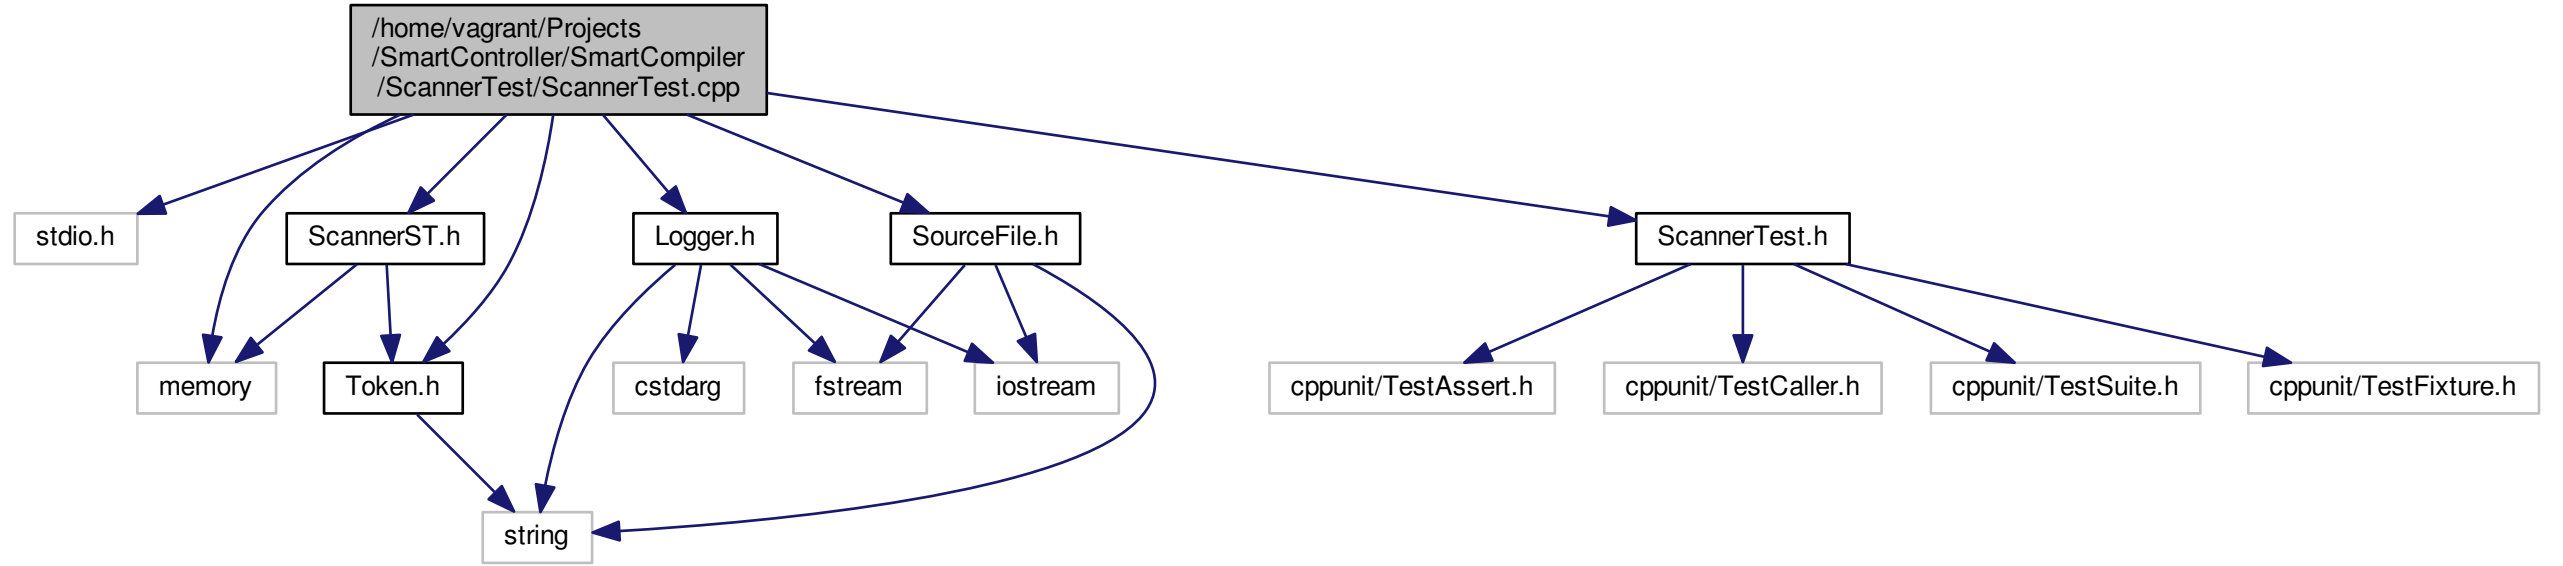 /home/vagrant/Projects
/SmartController/SmartCompiler
/ScannerTest/ScannerTest.cpp
stdio.h
ScannerST.h
Logger.h
SourceFile.h
ScannerTest.h
memory
Token.h
cstdarg
fstream
iostream
cppunit/TestAssert.h
cppunit/TestCaller.h
cppunit/TestSuite.h
cppunit/TestFixture.h
string